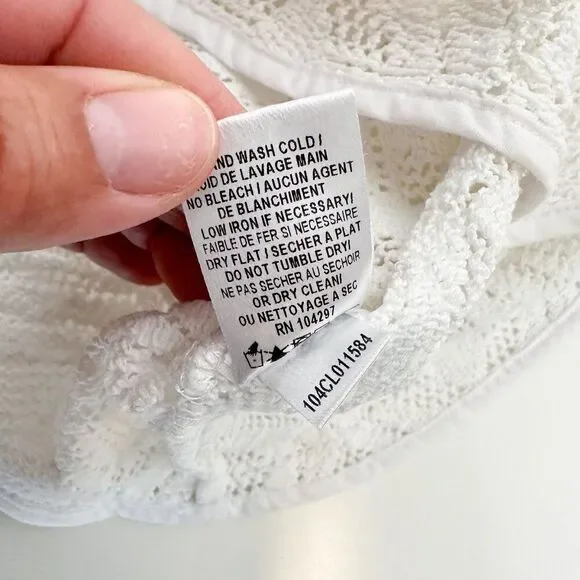 AND WASH COLD /
OID DE LAVAGE MAIN
NO BLEACH / AUCUN AGENT
DE BLANCHIMENT
LOW IRON IF NECESSARY/
FAIBLE DE FER SI NECESSAIRE
DRY FLAT / SECHER A PLAT
DO NOT TUMBLE DRY/
NE PAS SECHER AU SECHOIR
OR DRY CLEAN/
OU NETTOYAGE A SEC
RN 104297
104CL011584